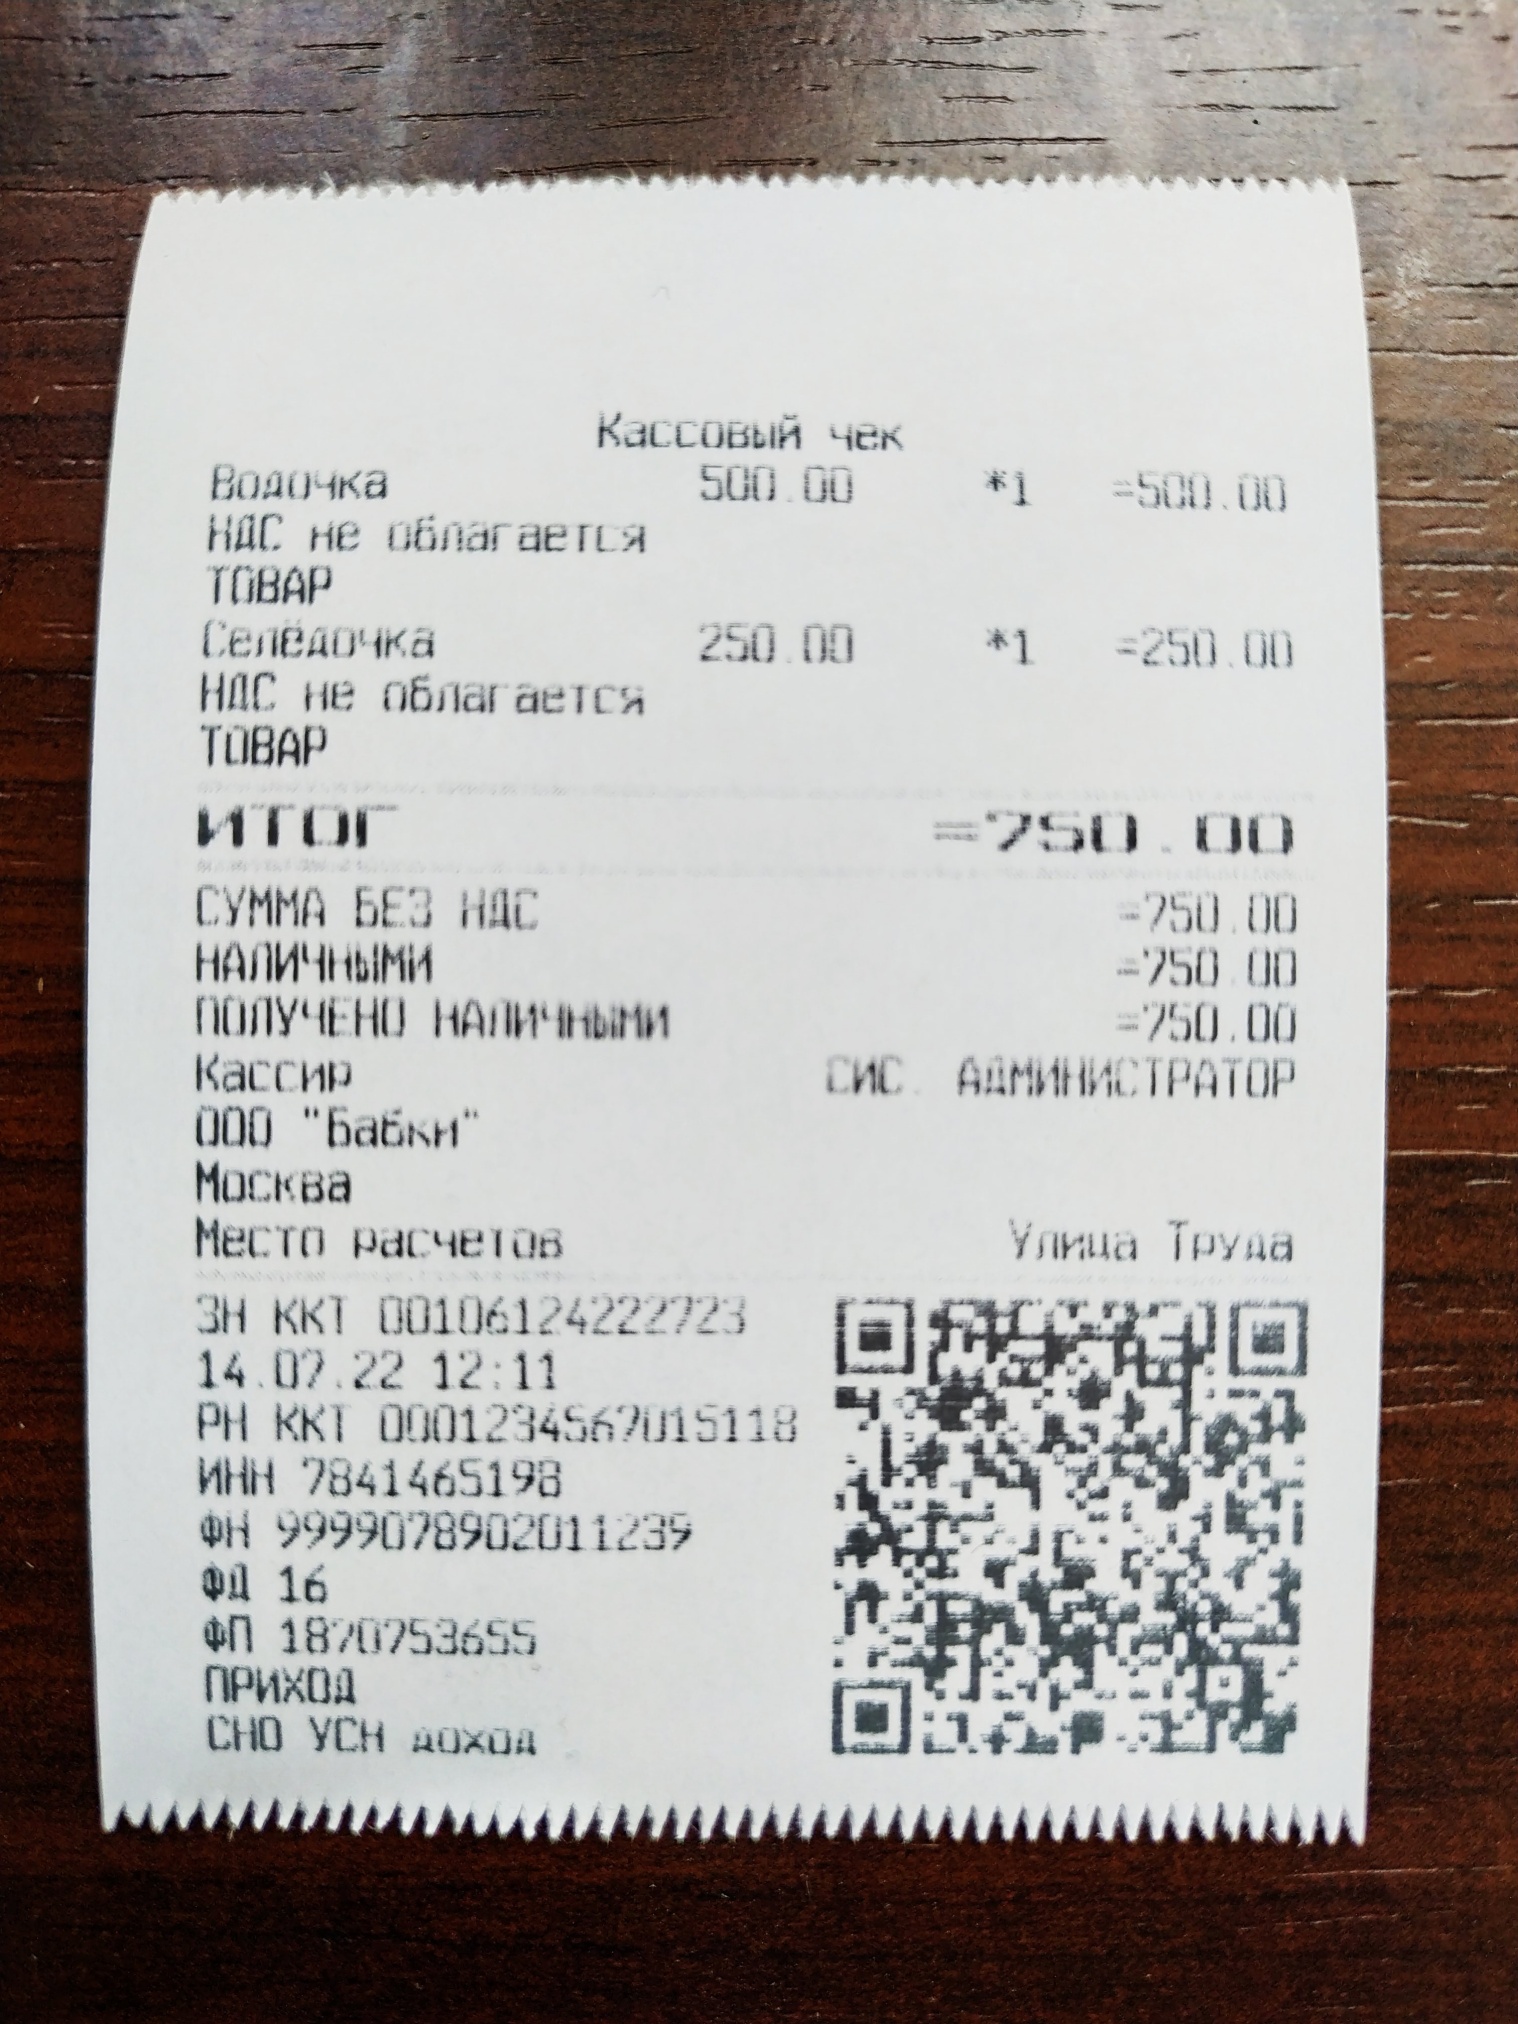 Кассовый чек
Водочка 500.00 *1 =500.00
НДС не облагается
ТОВАР
Селёдочка 250.00 *1 =250.00
НДС не облагается
ТОВАР
ИТОГ =750.00
СУММА БЕЗ НДС =750.00
НАЛИЧНЫМИ =750.00
ПОЛУЧЕНО НАЛИЧНЫМИ =750.00
Кассир СИС. АДМИНИСТРАТОР
ООО "Бабки"
Москва
Место расчетов Улица Труда
ЗН ККТ 00106124222723
14.07.22 12:11
РН ККТ 0001234567015118
ИНН 7841465198
ФН 9999078902011239
ФД 16
ФП 1870753655
ПРИХОД
СНО УСН доход